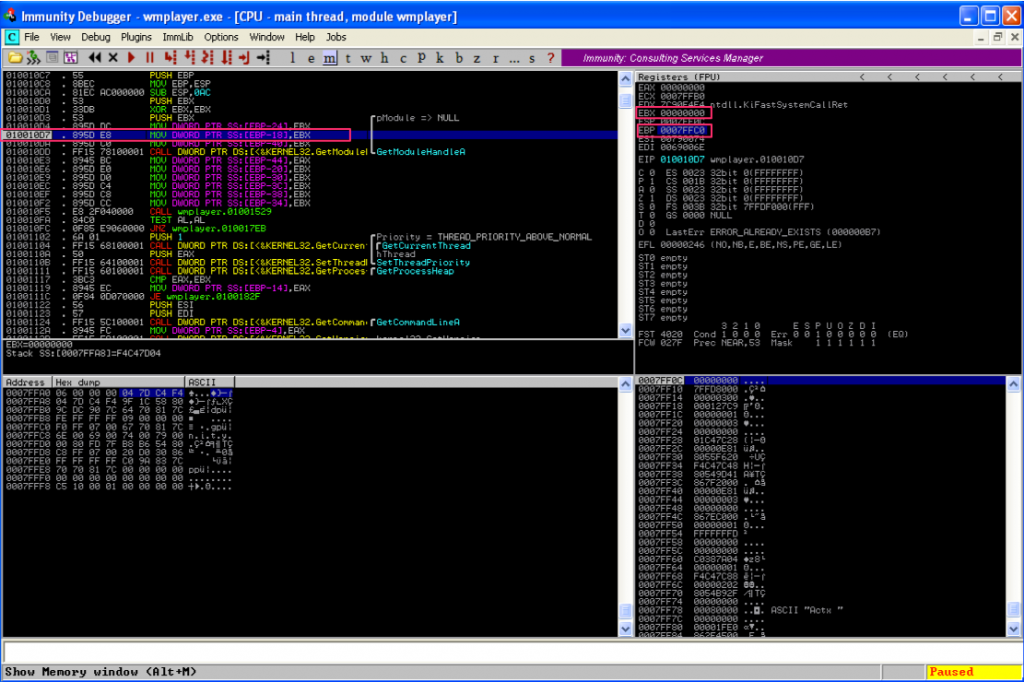 Immunity Debugger - wmplayer.exe - [CPU - main thread, module wmplayer]
C File View Debug Plugins ImmLib Options Window Help Jobs
l e m t w h c P k b z r ... s ? Immunity: Consulting Services Manager
010010C7 . 55 PUSH EBP
010010C8 . 8BEC MOV EBP,ESP
010010CA . 81EC AC000000 SUB ESP,0AC
010010D0 . 53 PUSH EBX
010010D1 . 33DB XOR EBX,EBX
010010D3 . 53 PUSH EBX pModule => NULL
010010D4 . 895D DC MOV DWORD PTR SS:[EBP-24],EBX
010010D7 . 895D E8 MOV DWORD PTR SS:[EBP-18],EBX
010010DA . 895D C0 MOV DWORD PTR SS:[EBP-40],EBX
010010DD . FF15 78100001 CALL DWORD PTR DS:[<&KERNEL32.GetModuleH GetModuleHandleA
010010E3 . 8945 BC MOV DWORD PTR SS:[EBP-44],EAX
010010E6 . 895D E0 MOV DWORD PTR SS:[EBP-20],EBX
010010E9 . 895D D0 MOV DWORD PTR SS:[EBP-30],EBX
010010EC . 895D C4 MOV DWORD PTR SS:[EBP-3C],EBX
010010EF . 895D C8 MOV DWORD PTR SS:[EBP-38],EBX
010010F2 . 895D CC MOV DWORD PTR SS:[EBP-34],EBX
010010F5 . E8 2F040000 CALL wmplayer.01001529
010010FA . 84C0 TEST AL,AL
010010FC . 0F85 E9060000 JNZ wmplayer.010017EB
01001102 . 6A 01 PUSH 1 Priority = THREAD_PRIORITY_ABOVE_NORMAL
01001104 . FF15 68100001 CALL DWORD PTR DS:[<&KERNEL32.GetCurren GetCurrentThread
0100110A . 50 PUSH EAX hThread
0100110B . FF15 64100001 CALL DWORD PTR DS:[<&KERNEL32.SetThread SetThreadPriority
01001111 . FF15 60100001 CALL DWORD PTR DS:[<&KERNEL32.GetProces GetProcessHeap
01001117 . 3BC3 CMP EAX,EBX
01001119 . 8945 EC MOV DWORD PTR SS:[EBP-14],EAX
0100111C . 0F84 0D070000 JE wmplayer.0100182F
01001122 . 56 PUSH ESI
01001123 . 57 PUSH EDI
01001124 . FF15 5C100001 CALL DWORD PTR DS:[<&KERNEL32.GetComman GetCommandLineA
0100112A . 8945 FC MOV DWORD PTR SS:[EBP-4],EAX
EBX=00000000
Stack SS:[0007FFA8]=F4C47D04
Registers (FPU) < < < < < <
EAX 00000000
ECX 0007FFB0
EDX 7C90E4F4 ntdll.KiFastSystemCallRet
EBX 00000000
EBP 0007FFC0
EDI 0069006E
EIP 010010D7 wmplayer.010010D7
C 0 ES 0023 32bit 0(FFFFFFFF)
P 1 CS 001B 32bit 0(FFFFFFFF)
A 0 SS 0023 32bit 0(FFFFFFFF)
Z 1 DS 0023 32bit 0(FFFFFFFF)
S 0 FS 003B 32bit 7FFDF000(FFF)
T 0 GS 0000 NULL
D 0
O 0 LastErr ERROR_ALREADY_EXISTS (000000B7)
EFL 00000246 (NO,NB,E,BE,NS,PE,GE,LE)
ST0 empty
ST1 empty
ST2 empty
ST3 empty
ST4 empty
ST5 empty
ST6 empty
ST7 empty
3 2 1 0 E S P U O Z D I
FST 4020 Cond 1 0 0 0 Err 0 0 1 0 0 0 0 0 (EQ)
FCW 027F Prec NEAR,53 Mask 1 1 1 1 1 1
Address Hex dump ASCII
0007FFA0 06 00 00 00 04 7D C4 F4
0007FFA8 04 7D C4 F4 9F 1C 58 80
0007FFB0 9C DC 90 7C 64 70 81 7C
0007FFB8 FE FF FF FF 09 00 00 00
0007FFC0 F0 FF 07 00 67 70 81 7C
0007FFC8 6E 00 69 00 74 00 79 00 n.i.t.y.
0007FFD0 00 80 FD 7F B8 B6 54 80
0007FFD8 C8 FF 07 00 20 D0 30 86
0007FFE0 FF FF FF FF C0 9A 83 7C
0007FFE8 70 70 81 7C 00 00 00 00
0007FFF0 00 00 00 00 00 00 00 00 ........
0007FFF8 C5 10 00 01 00 00 00 00
0007FF0C 00000000 ....
0007FF10 7FFD8000
0007FF14 00000300
0007FF18 000127C9
0007FF1C 00000001
0007FF20 00000003
0007FF24 00000000 ....
0007FF28 01C47C28
0007FF2C 00000E81
0007FF30 8055F620
0007FF34 F4C47C48
0007FF38 80549D41
0007FF3C 867F2000
0007FF40 00000E81
0007FF44 00000003
0007FF48 00000000 ....
0007FF4C 867EC000
0007FF50 00000001
0007FF54 FFFFFFFD
0007FF58 00000000 ....
0007FF5C 00000000 ....
0007FF60 C0387A04
0007FF64 00000001
0007FF68 F4C47C88
0007FF6C 00000202
0007FF70 8054B92F
0007FF74 00000000 ....
0007FF78 00080000 ASCII "Actx "
0007FF7C 00000000 ....
0007FF80 00001FE0
0007FF84 862F4500
Show Memory window (Alt+M) Paused